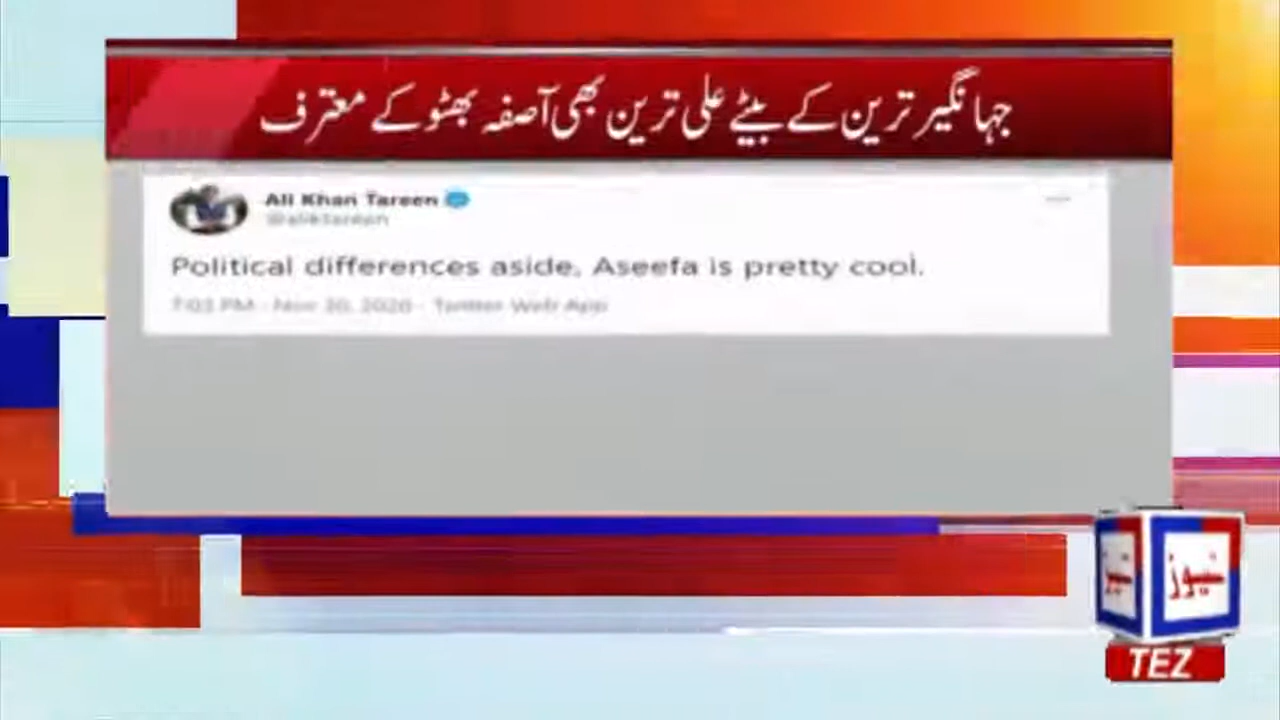 جہانگیر ترین کے بیٹے علی ترین بھی آصفہ بھٹو کے معترف
Ali Khan Tareen
@aliktareen
Political differences aside, Aseefa is pretty cool.
7:03 PM · Nov 30, 2020 · Twitter Web App
تیز
نیوز
TEZ